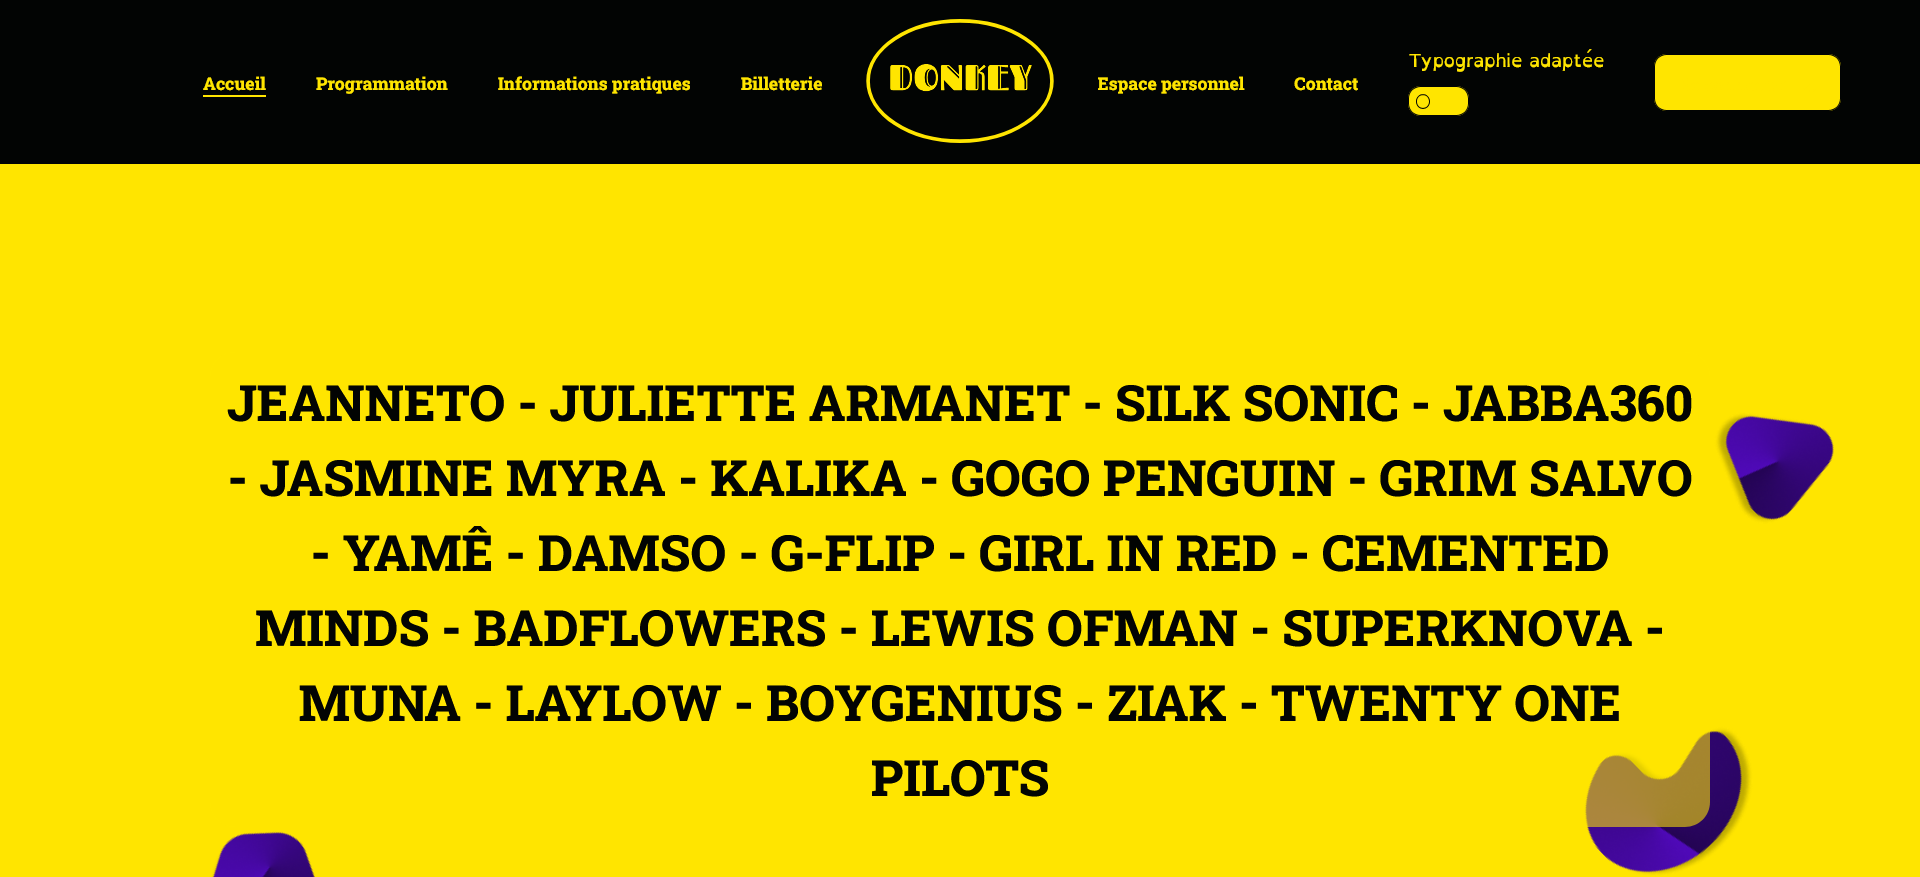 Accueil Programmation Informations pratiques Billetterie DONKEY Espace personnel Contact Typographie adaptée
JEANNETO - JULIETTE ARMANET - SILK SONIC - JABBA360
- JASMINE MYRA - KALIKA - GOGO PENGUIN - GRIM SALVO
- YAMÊ - DAMSO - G-FLIP - GIRL IN RED - CEMENTED
MINDS - BADFLOWERS - LEWIS OFMAN - SUPERKNOVA -
MUNA - LAYLOW - BOYGENIUS - ZIAK - TWENTY ONE
PILOTS